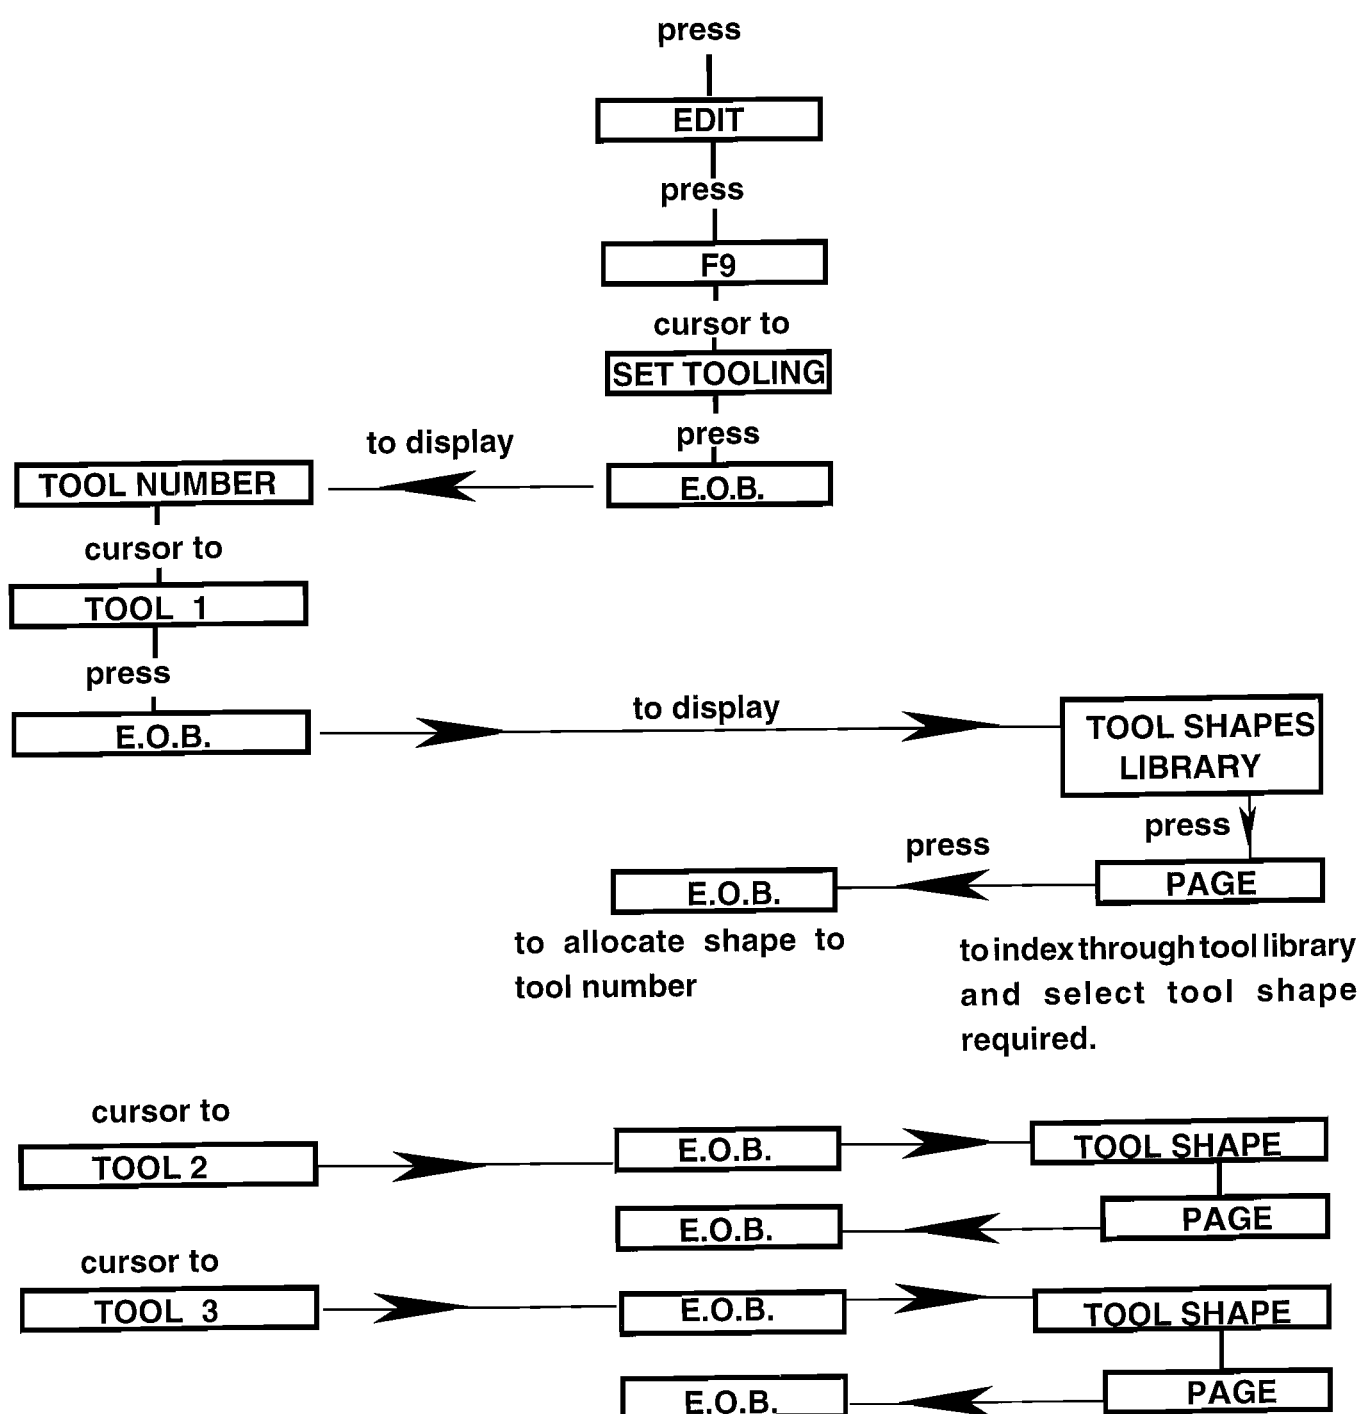 press
EDIT
press
F9
cursor to
SET TOOLING
press
E.O.B.
to display
TOOL NUMBER
cursor to
TOOL 1
press
E.O.B.
to display
TOOL SHAPES
LIBRARY
press
PAGE
to index through tool library
and select tool shape
required.
press
E.O.B.
to allocate shape to
tool number
cursor to
TOOL 2
E.O.B.
TOOL SHAPE
PAGE
E.O.B.
cursor to
TOOL 3
E.O.B.
TOOL SHAPE
PAGE
E.O.B.